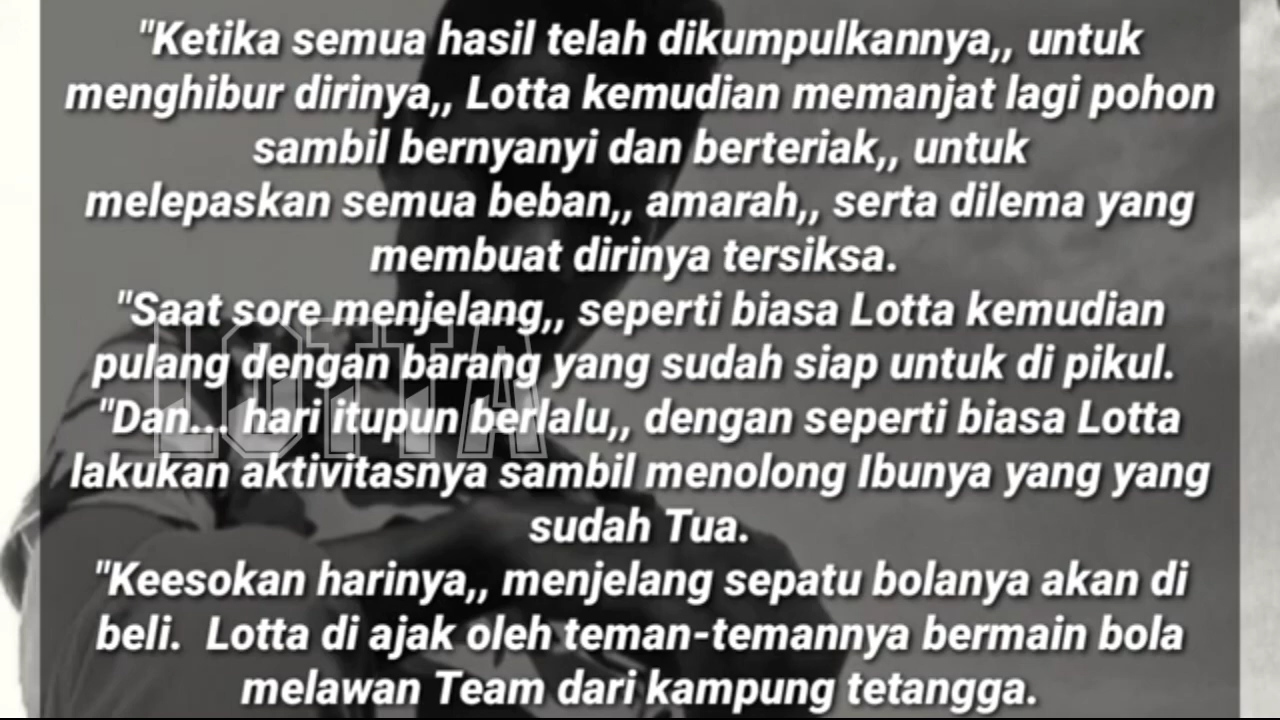 "Ketika semua hasil telah dikumpulkannya,, untuk
menghibur dirinya,, Lotta kemudian memanjat lagi pohon
sambil bernyanyi dan berteriak,, untuk
melepaskan semua beban,, amarah,, serta dilema yang
membuat dirinya tersiksa.
"Saat sore menjelang,, seperti biasa Lotta kemudian
pulang dengan barang yang sudah siap untuk di pikul.
"Dan... hari itupun berlalu,, dengan seperti biasa Lotta
LOTTA
lakukan aktivitasnya sambil menolong Ibunya yang yang
sudah Tua.
"Keesokan harinya,, menjelang sepatu bolanya akan di
beli.  Lotta di ajak oleh teman-temannya bermain bola
melawan Team dari kampung tetangga.